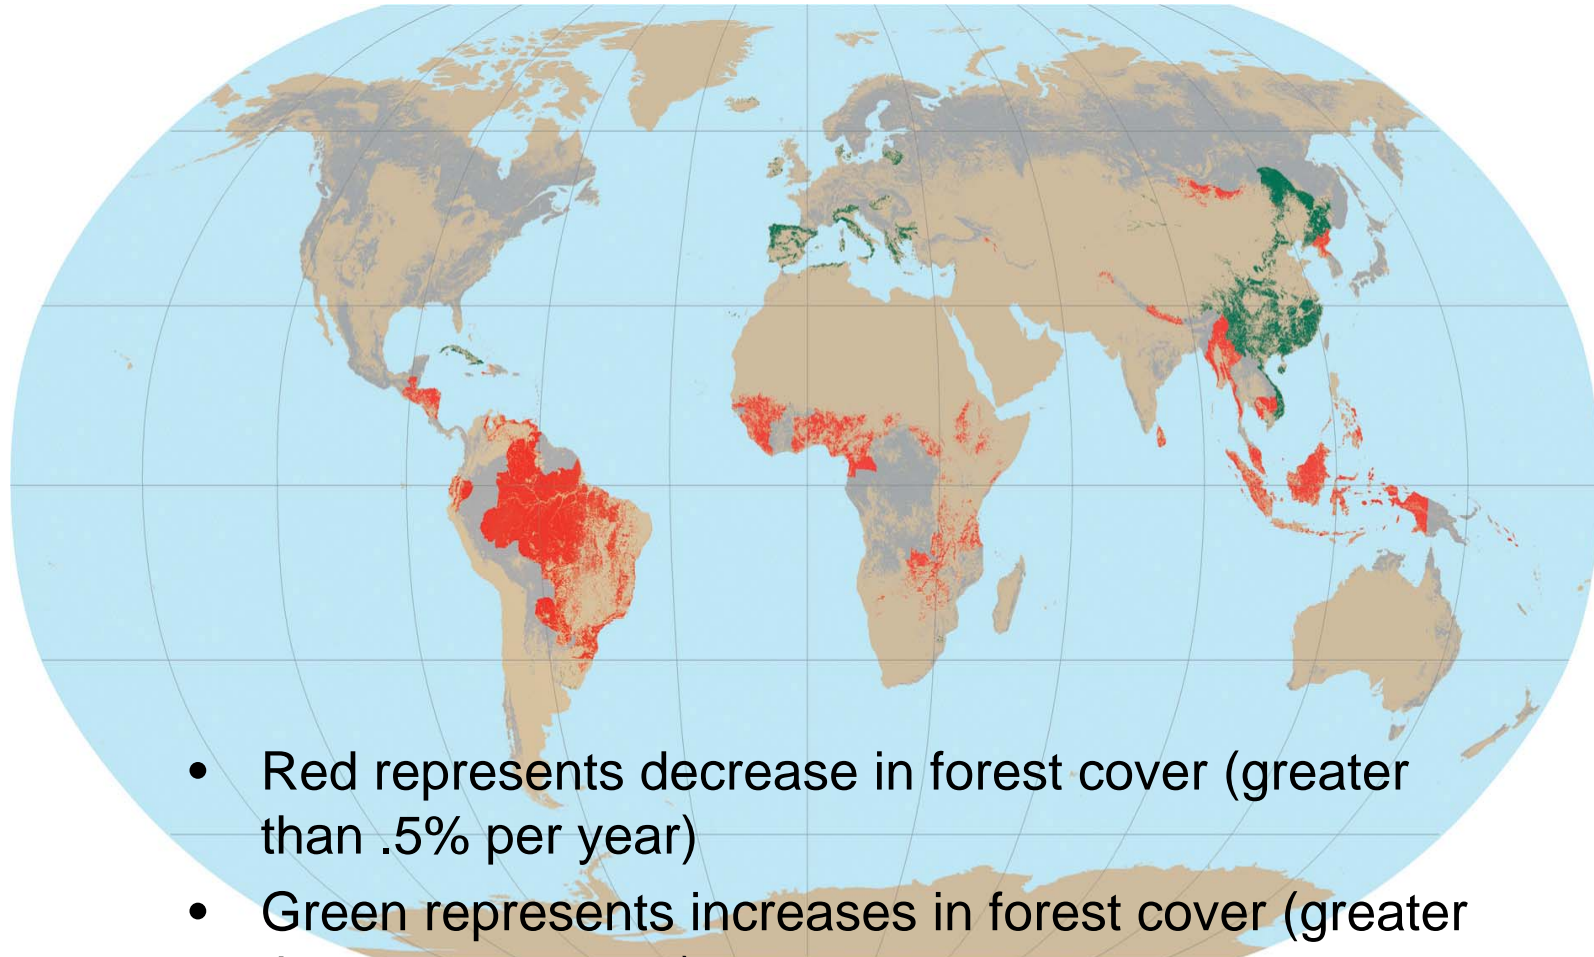 • Red represents decrease in forest cover (greater
than .5% per year)
• Green represents increases in forest cover (greater